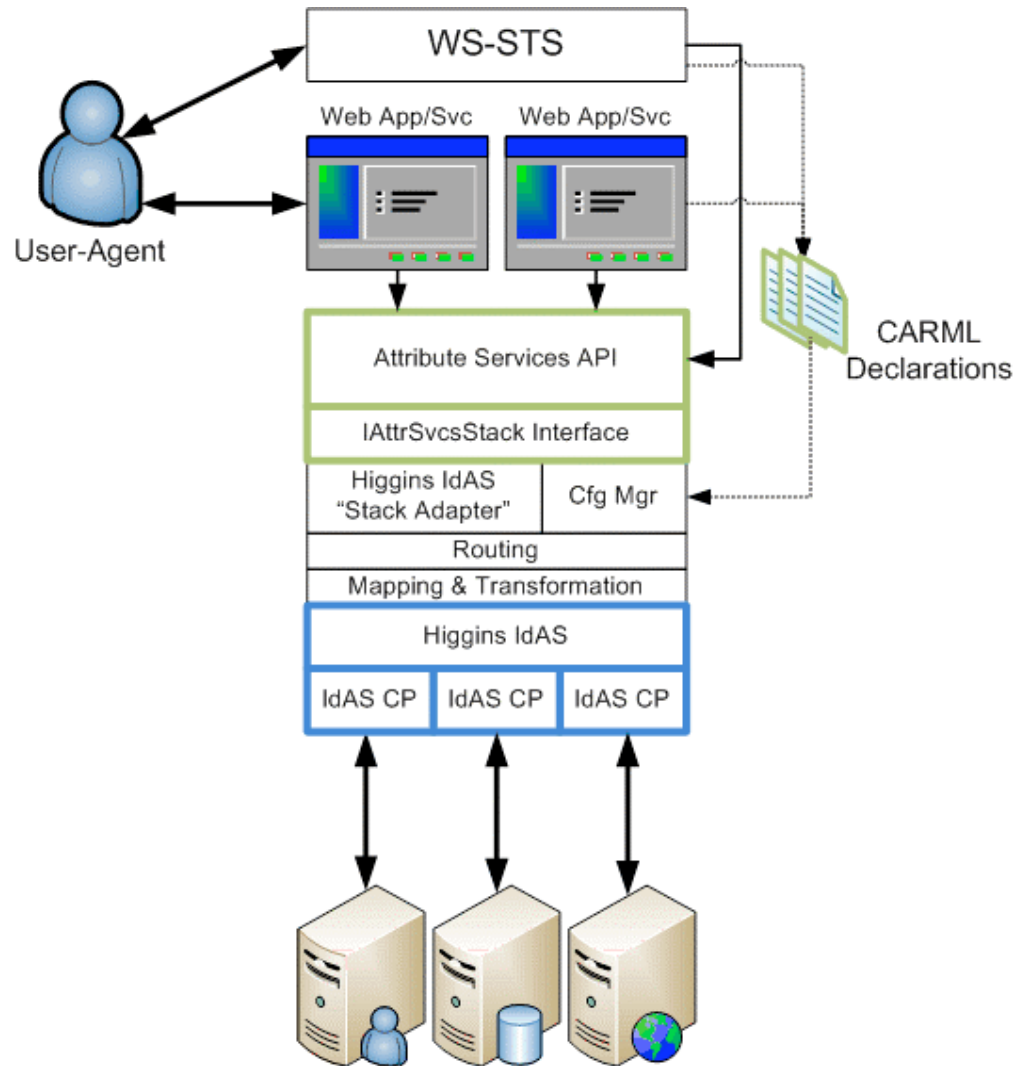 WS-STS
Web App/Svc
Web App/Svc
User-Agent
CARML
Declarations
Attribute Services API
IAttrSvcsStack Interface
Higgins IdAS
“Stack Adapter”
Cfg Mgr
Routing
Mapping & Transformation
Higgins IdAS
IdAS CP
IdAS CP
IdAS CP